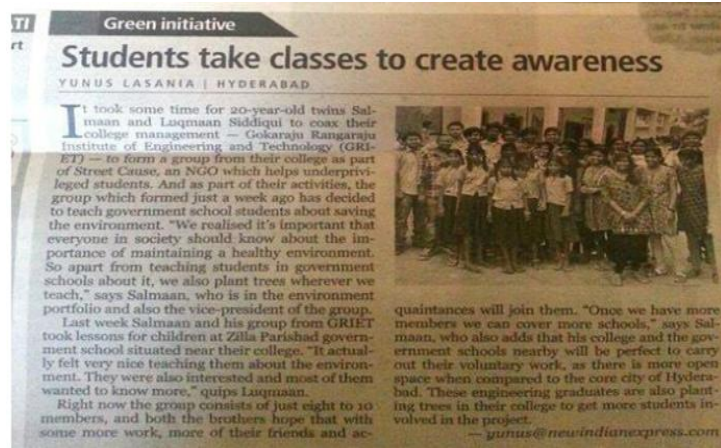 TI
rt
Green initiative
Students take classes to create awareness
YUNUS LASANIA | HYDERABAD
It took some time for 20-year-old twins Sal-
maan and Luqmaan Siddiqui to coax their
college management — Gokaraju Rangaraju
Institute of Engineering and Technology (GRI-
ET) — to form a group from their college as part
of Street Cause, an NGO which helps underprivi-
leged students. And as part of their activities, the
group which formed just a week ago has decided
to teach government school students about saving
the environment. "We realised it's important that
everyone in society should know about the im-
portance of maintaining a healthy environment.
So apart from teaching students in government
schools about it, we also plant trees wherever we
teach," says Salmaan, who is in the environment
portfolio and also the vice-president of the group.
Last week Salmaan and his group from GRIET
took lessons for children at Zilla Parishad govern-
ment school situated near their college. "It actual-
ly felt very nice teaching them about the environ-
ment. They were also interested and most of them
wanted to know more," quips Luqmaan.
Right now the group consists of just eight to 10
members, and both the brothers hope that with
some more work, more of their friends and ac-
quaintances will join them. "Once we have more
members we can cover more schools," says Sal-
maan, who also adds that his college and the gov-
ernment schools nearby will be perfect to carry
out their voluntary work, as there is more open
space when compared to the core city of Hydera-
bad. These engineering graduates are also plant-
ing trees in their college to get more students in-
volved in the project.
— yunus@newindianexpress.com